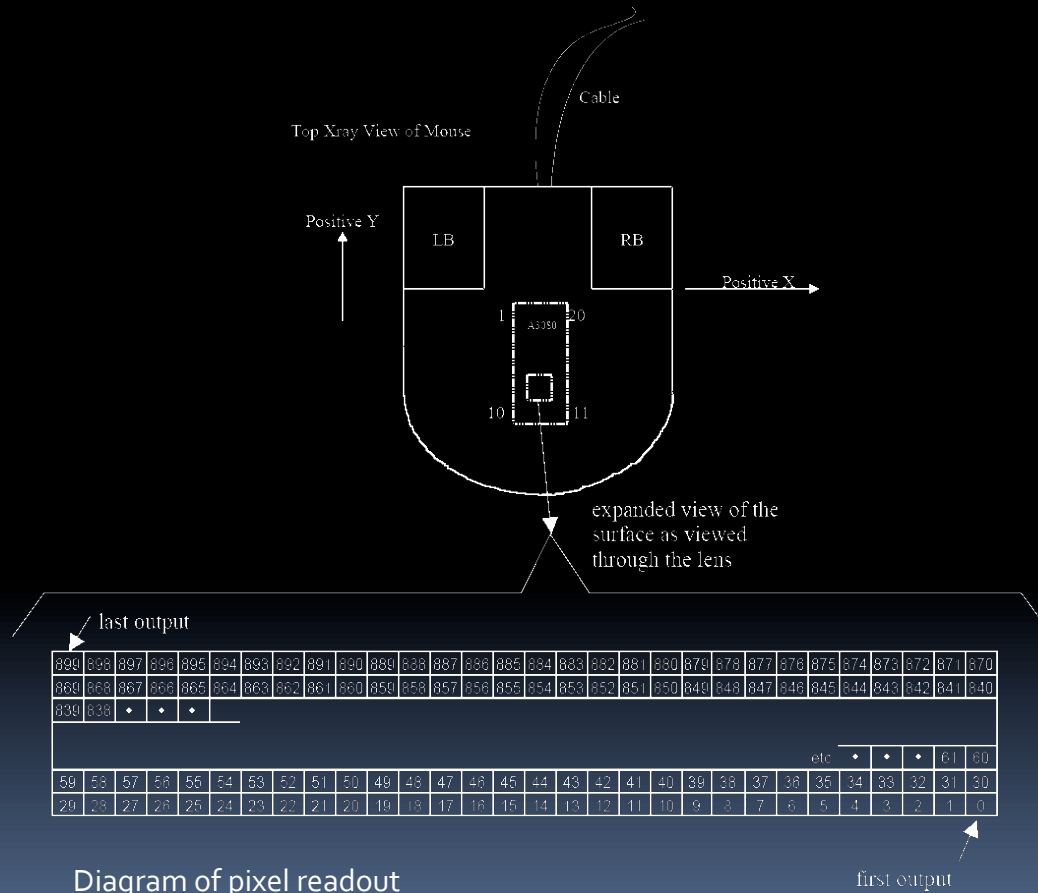 Cable
Top Xray View of Mouse
Positive Y
LB
RB
Positive X
1
20
A3080
10
11
expanded view of the
surface as viewed
through the lens
last output
899 898 897 896 895 894 893 892 891 890 889 888 887 886 885 884 883 882 881 880 879 878 877 876 875 874 873 872 871 870
869 868 867 866 865 864 863 862 861 860 859 858 857 856 855 854 853 852 851 850 849 848 847 846 845 844 843 842 841 840
839 838
etc 61 60
59 58 57 56 55 54 53 52 51 50 49 48 47 46 45 44 43 42 41 40 39 38 37 36 35 34 33 32 31 30
29 28 27 26 25 24 23 22 21 20 19 18 17 16 15 14 13 12 11 10 9 8 7 6 5 4 3 2 1 0
first output
Diagram of pixel readout